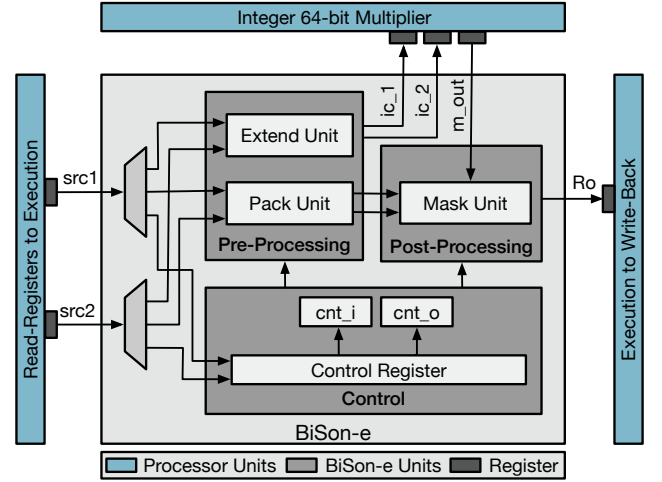 Integer 64-bit Multiplier
Read-Registers to Execution
src1
src2
ic_1
ic_2
m_out
Extend Unit
Pack Unit
Pre-Processing
Mask Unit
Post-Processing
Ro
Execution to Write-Back
cnt_i
cnt_o
Control Register
Control
BiSon-e
Processor Units
BiSon-e Units
Register